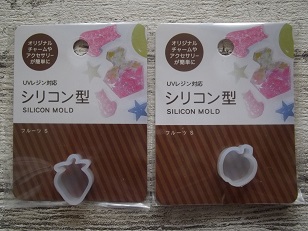 オリジナル
チャームや
アクセサリー
が簡単に
UVレジン対応
シリコン型
SILICON MOLD
フルーツ S
オリジナル
チャームや
アクセサリー
が簡単に
UVレジン対応
シリコン型
SILICON MOLD
フルーツ S